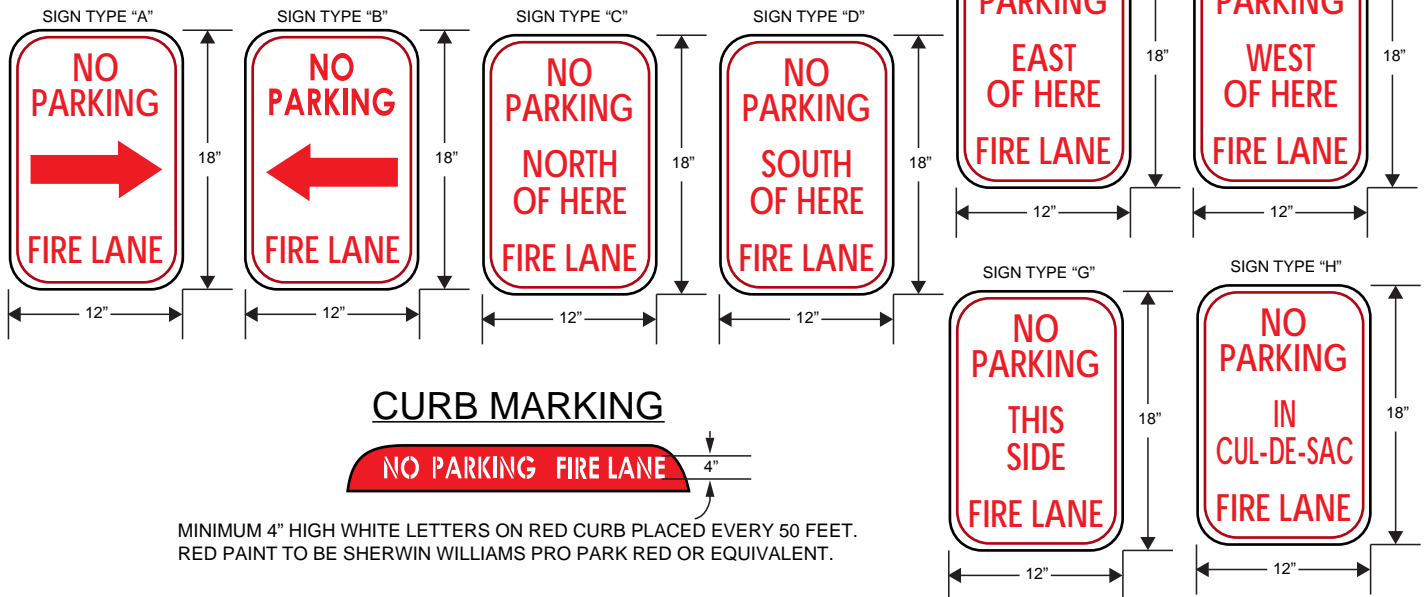 SIGN TYPE “A”
NO
PARKING
FIRE LANE
18”
12”
SIGN TYPE “B”
NO
PARKING
FIRE LANE
18”
12”
SIGN TYPE “C”
NO
PARKING
NORTH
OF HERE
FIRE LANE
18”
12”
SIGN TYPE “D”
NO
PARKING
SOUTH
OF HERE
FIRE LANE
18”
12”
PARKING
EAST
OF HERE
FIRE LANE
18”
12”
PARKING
WEST
OF HERE
FIRE LANE
18”
12”
SIGN TYPE “G”
NO
PARKING
THIS
SIDE
FIRE LANE
18”
12”
SIGN TYPE “H”
NO
PARKING
IN
CUL-DE-SAC
FIRE LANE
18”
12”
CURB MARKING
NO PARKING FIRE LANE
4”
MINIMUM 4” HIGH WHITE LETTERS ON RED CURB PLACED EVERY 50 FEET.
RED PAINT TO BE SHERWIN WILLIAMS PRO PARK RED OR EQUIVALENT.